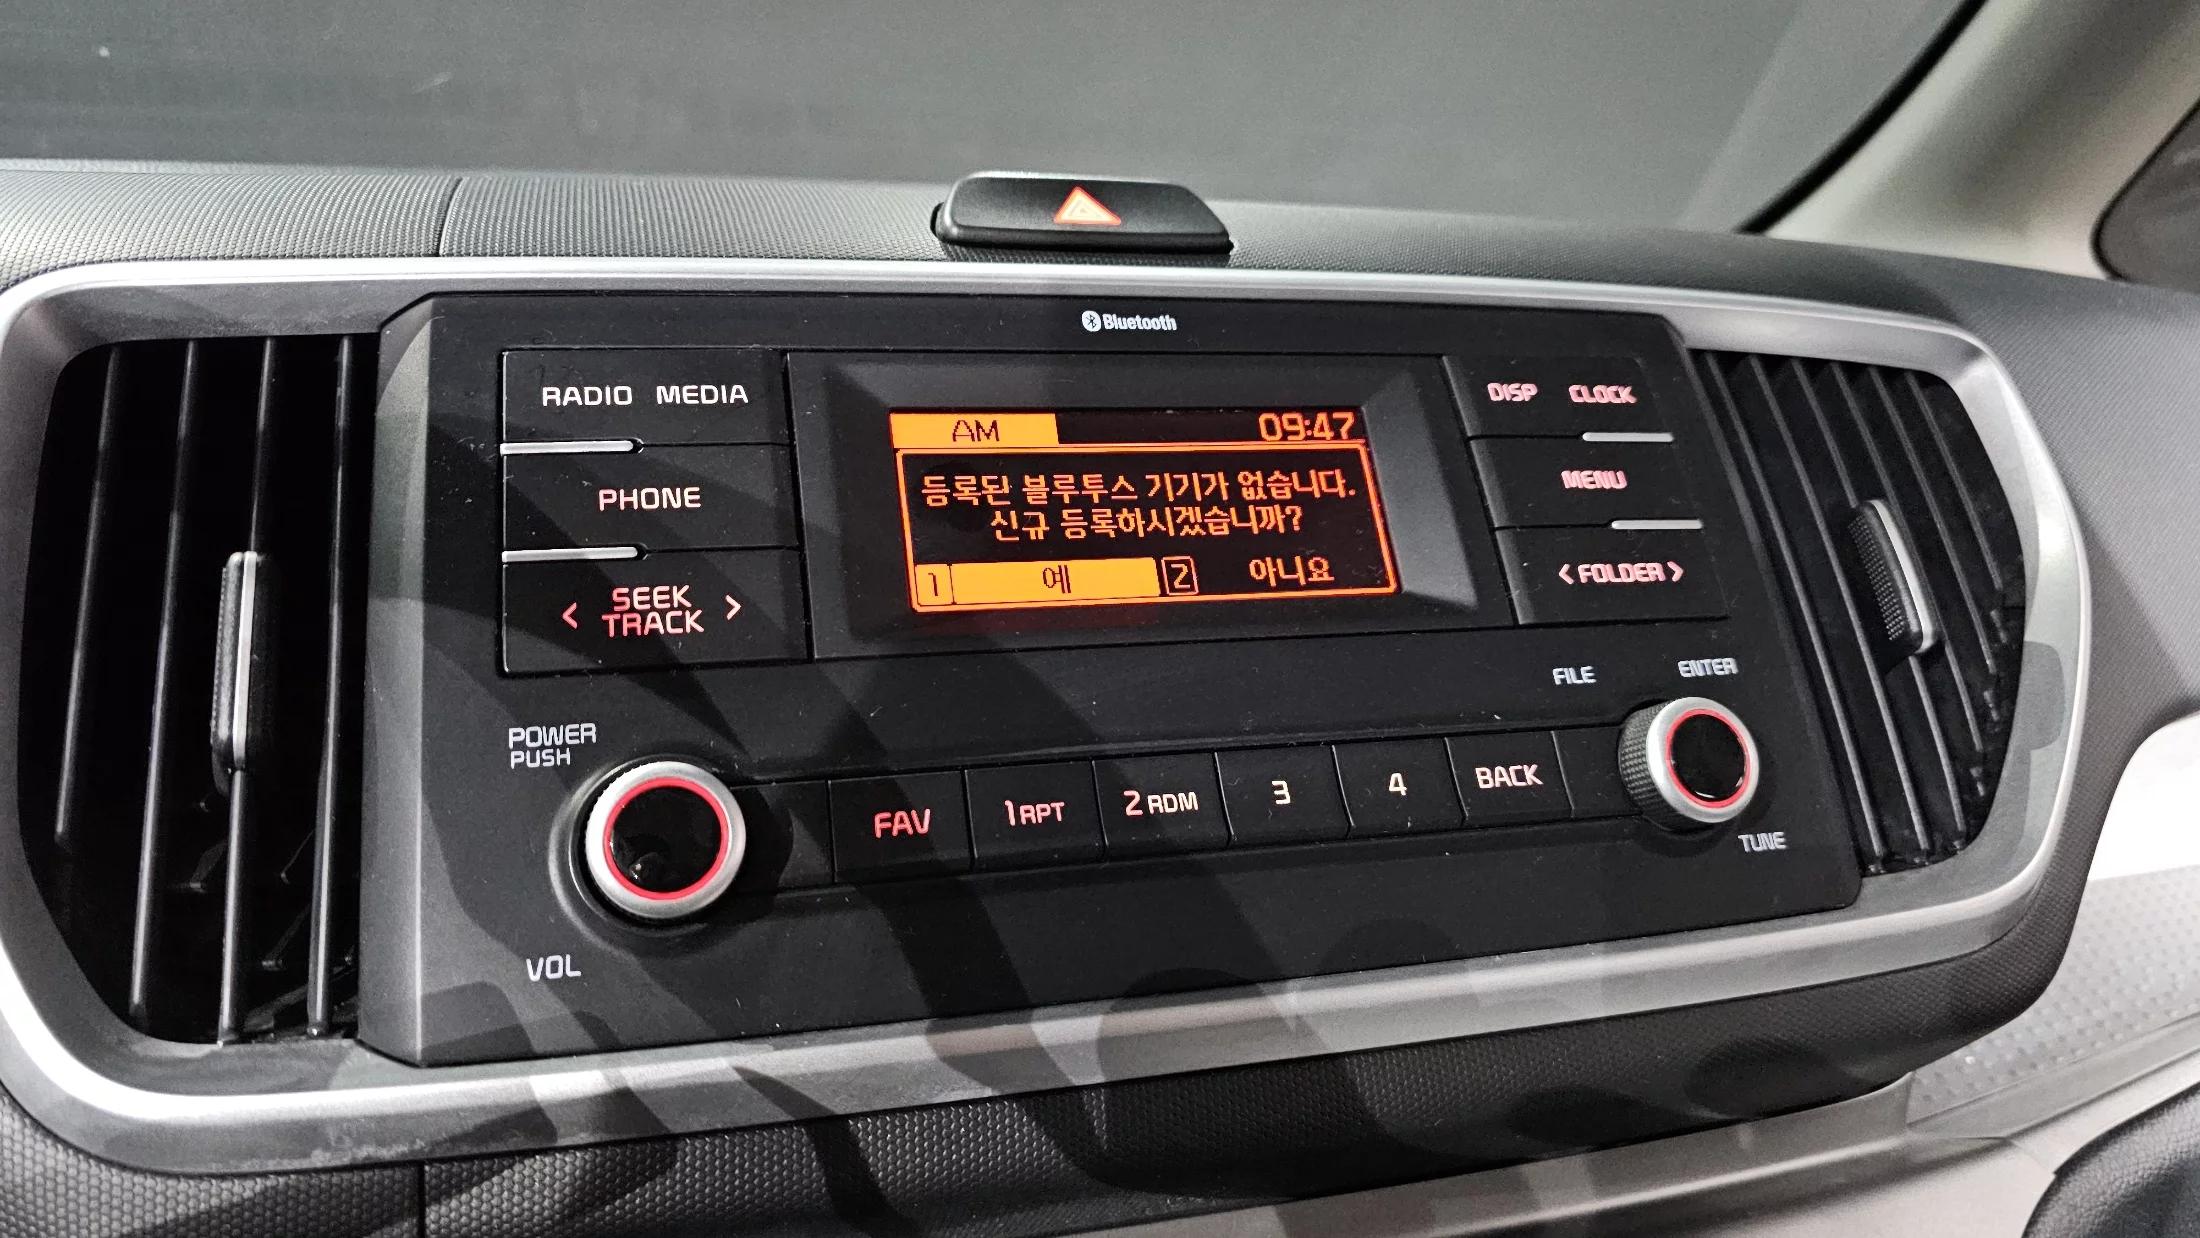 Bluetooth
RADIO MEDIA
PHONE
< SEEK TRACK >
AM 09:47
등록된 블루투스 기기가 없습니다.
신규 등록하시겠습니까?
1 예 2 아니요
DISP CLOCK
MENU
< FOLDER >
FILE ENTER
POWER
PUSH
FAV 1 RPT 2 RDM 3 4 BACK
TUNE
VOL